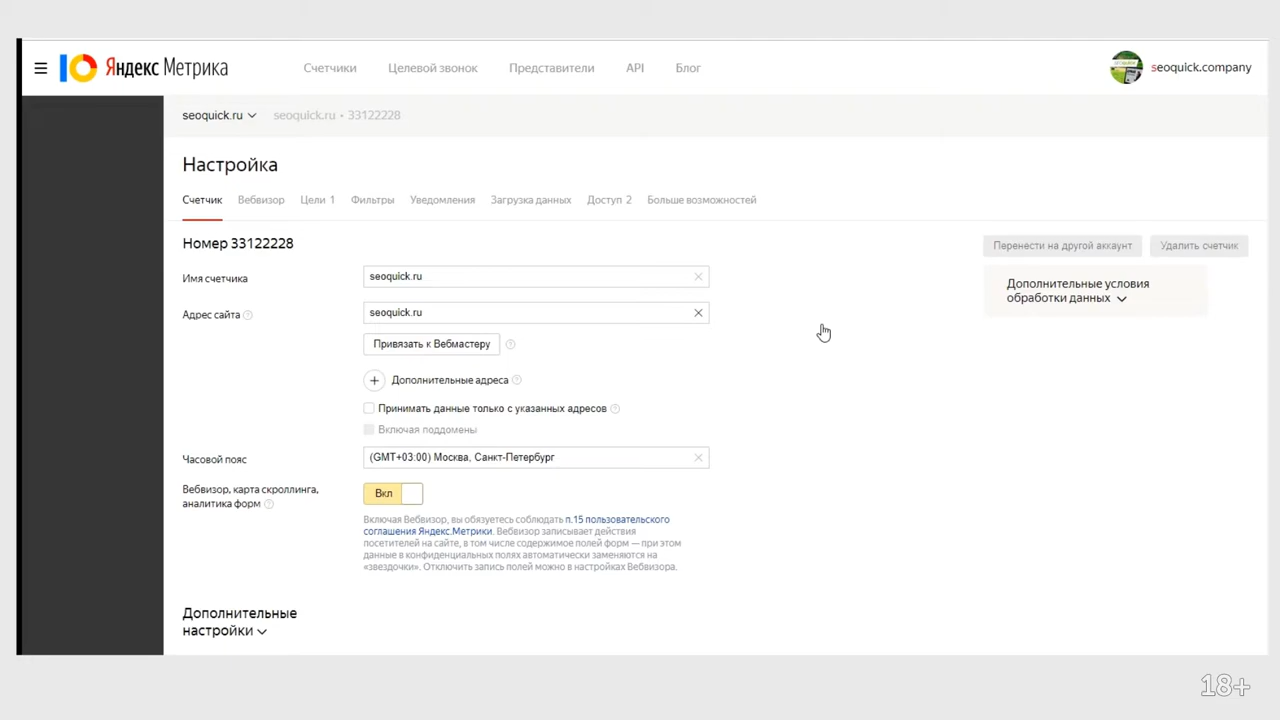 Яндекс Метрика
Счетчики Целевой звонок Представители API Блог
seoquick.company
seoquick.ru seoquick.ru • 33122228
Настройка
Счетчик Вебвизор Цели 1 Фильтры Уведомления Загрузка данных Доступ 2 Больше возможностей
Номер 33122228
Перенести на другой аккаунт Удалить счетчик
Имя счетчика seoquick.ru
Дополнительные условия
обработки данных
Адрес сайта ? seoquick.ru
Привязать к Вебмастеру ?
+ Дополнительные адреса ?
Принимать данные только с указанных адресов ?
Включая поддомены
Часовой пояс (GMT+03:00) Москва, Санкт-Петербург
Вебвизор, карта скроллинга,
аналитика форм ?
Вкл
Включая Вебвизор, вы обязуетесь соблюдать п.15 пользовательского
соглашения Яндекс.Метрики. Вебвизор записывает действия
посетителей на сайте, в том числе содержимое полей форм — при этом
данные в конфиденциальных полях автоматически заменяются на
«звездочки». Отключить запись полей можно в настройках Вебвизора.
Дополнительные
настройки
18+